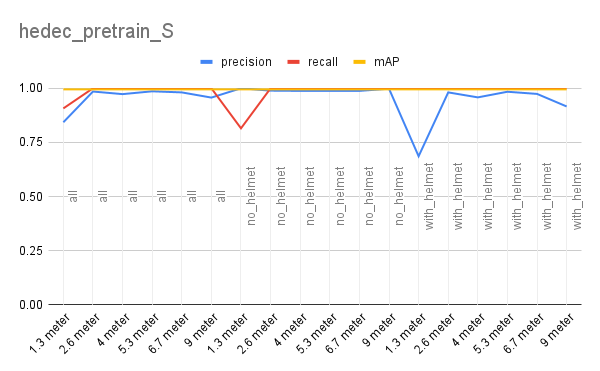 hedec_pretrain_S
precision recall mAP
1.00
0.75
0.50
0.25
0.00
all all all all all all no_helmet no_helmet no_helmet no_helmet no_helmet no_helmet with_helmet with_helmet with_helmet with_helmet with_helmet with_helmet
1.3 meter 2.6 meter 4 meter 5.3 meter 6.7 meter 9 meter 1.3 meter 2.6 meter 4 meter 5.3 meter 6.7 meter 9 meter 1.3 meter 2.6 meter 4 meter 5.3 meter 6.7 meter 9 meter